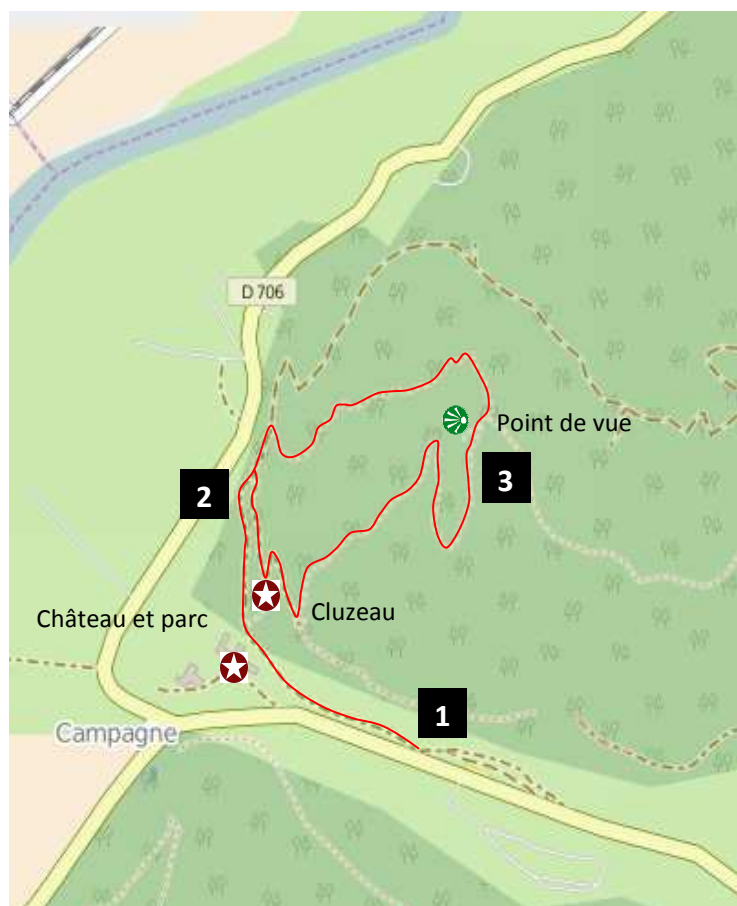 D 706
Point de vue
3
2
Cluzeau
Château et parc
1
Campagne